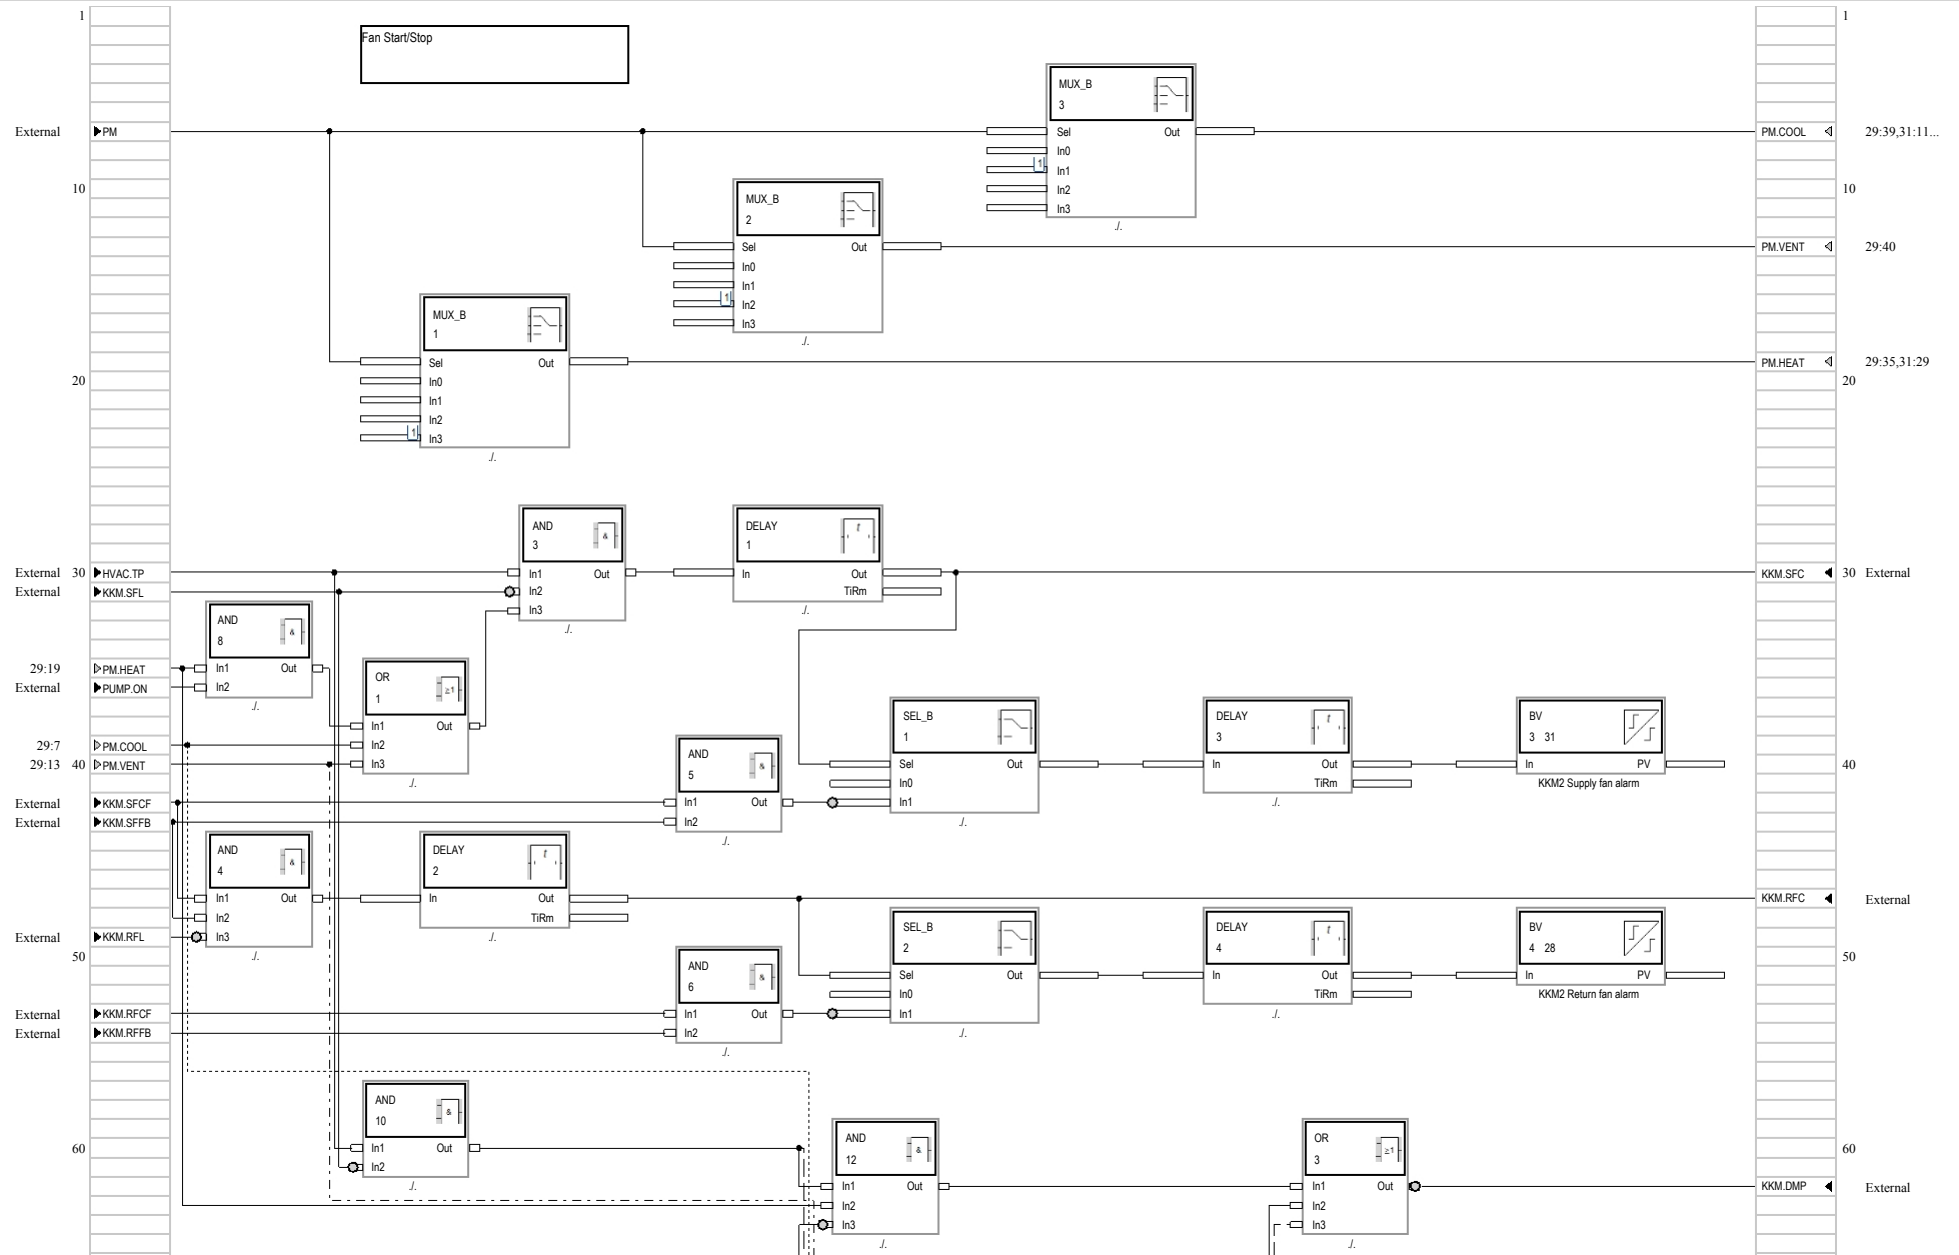 1
1
Fan Start/Stop
MUX_B
3
External
PM
Sel
Out
PM.COOL
29:39,31:11...
In0
1
In1
10
In2
10
In3
./.
MUX_B
2
Sel
Out
PM.VENT
29:40
In0
In1
1
In2
In3
./.
MUX_B
1
Sel
Out
PM.HEAT
29:35,31:29
20
In0
20
In1
In2
1
In3
./.
AND
3
&
DELAY
1
t
External 30
HVAC.TP
In1
Out
In
Out
KKM.SFC
30 External
External
KKM.SFL
In2
TiRm
In3
./.
./.
AND
8
&
29:19
PM.HEAT
In1
Out
External
PUMP.ON
In2
./.
OR
1
≥1
In1
Out
29:7
PM.COOL
In2
29:13 40
PM.VENT
In3
./.
AND
5
&
SEL_B
1
DELAY
3
t
BV
3 31
Sel
Out
In
Out
In
PV
40
In0
TiRm
KKM2 Supply fan alarm
External
KKM.SFCF
In1
Out
In1
./.
./.
External
KKM.SFFB
In2
./.
AND
4
&
DELAY
2
t
In1
Out
In
Out
KKM.RFC
External
In2
TiRm
External
KKM.RFL
In3
./.
./.
50
50
AND
6
&
SEL_B
2
DELAY
4
t
BV
4 28
Sel
Out
In
Out
In
PV
In0
TiRm
KKM2 Return fan alarm
External
KKM.RFCF
In1
Out
In1
./.
./.
External
KKM.RFFB
In2
./.
AND
10
&
60
In1
Out
60
In2
./.
AND
12
&
OR
3
≥1
In1
Out
In1
Out
KKM.DMP
External
In2
In2
In3
In3
./.
./.